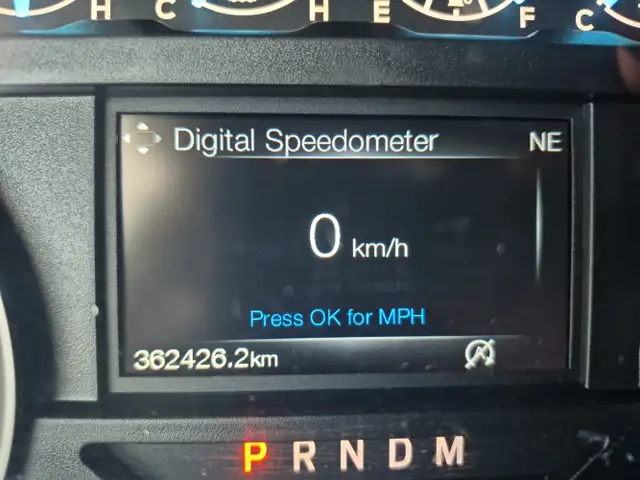 H C H E F C
Digital Speedometer NE
0 km/h
Press OK for MPH
362426.2km
P R N D M